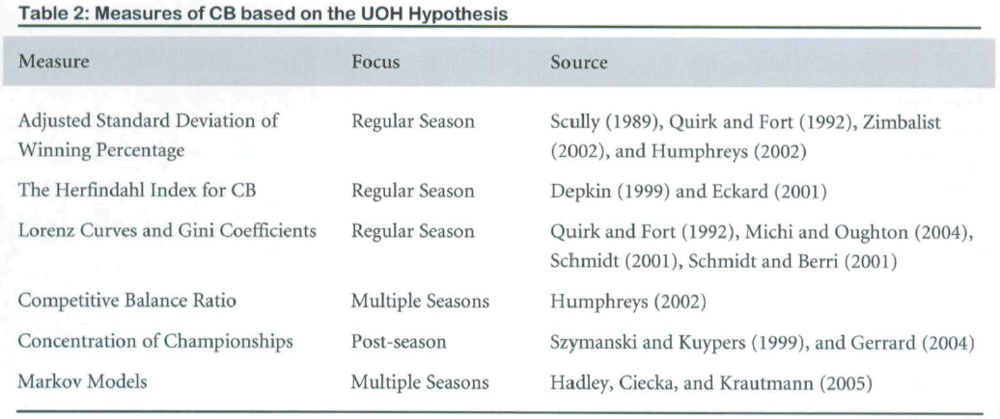 Table 2: Measures of CB based on the UOH Hypothesis
Measure Focus Source
Adjusted Standard Deviation of Regular Season Scully (1989), Quirk and Fort (1992), Zimbalist
Winning Percentage (2002), and Humphreys (2002)
The Herfindahl Index for CB Regular Season Depkin (1999) and Eckard (2001)
Lorenz Curves and Gini Coefficients Regular Season Quirk and Fort (1992), Michi and Oughton (2004),
Schmidt (2001), Schmidt and Berri (2001)
Competitive Balance Ratio Multiple Seasons Humphreys (2002)
Concentration of Championships Post-season Szymanski and Kuypers (1999), and Gerrard (2004)
Markov Models Multiple Seasons Hadley, Ciecka, and Krautmann (2005)